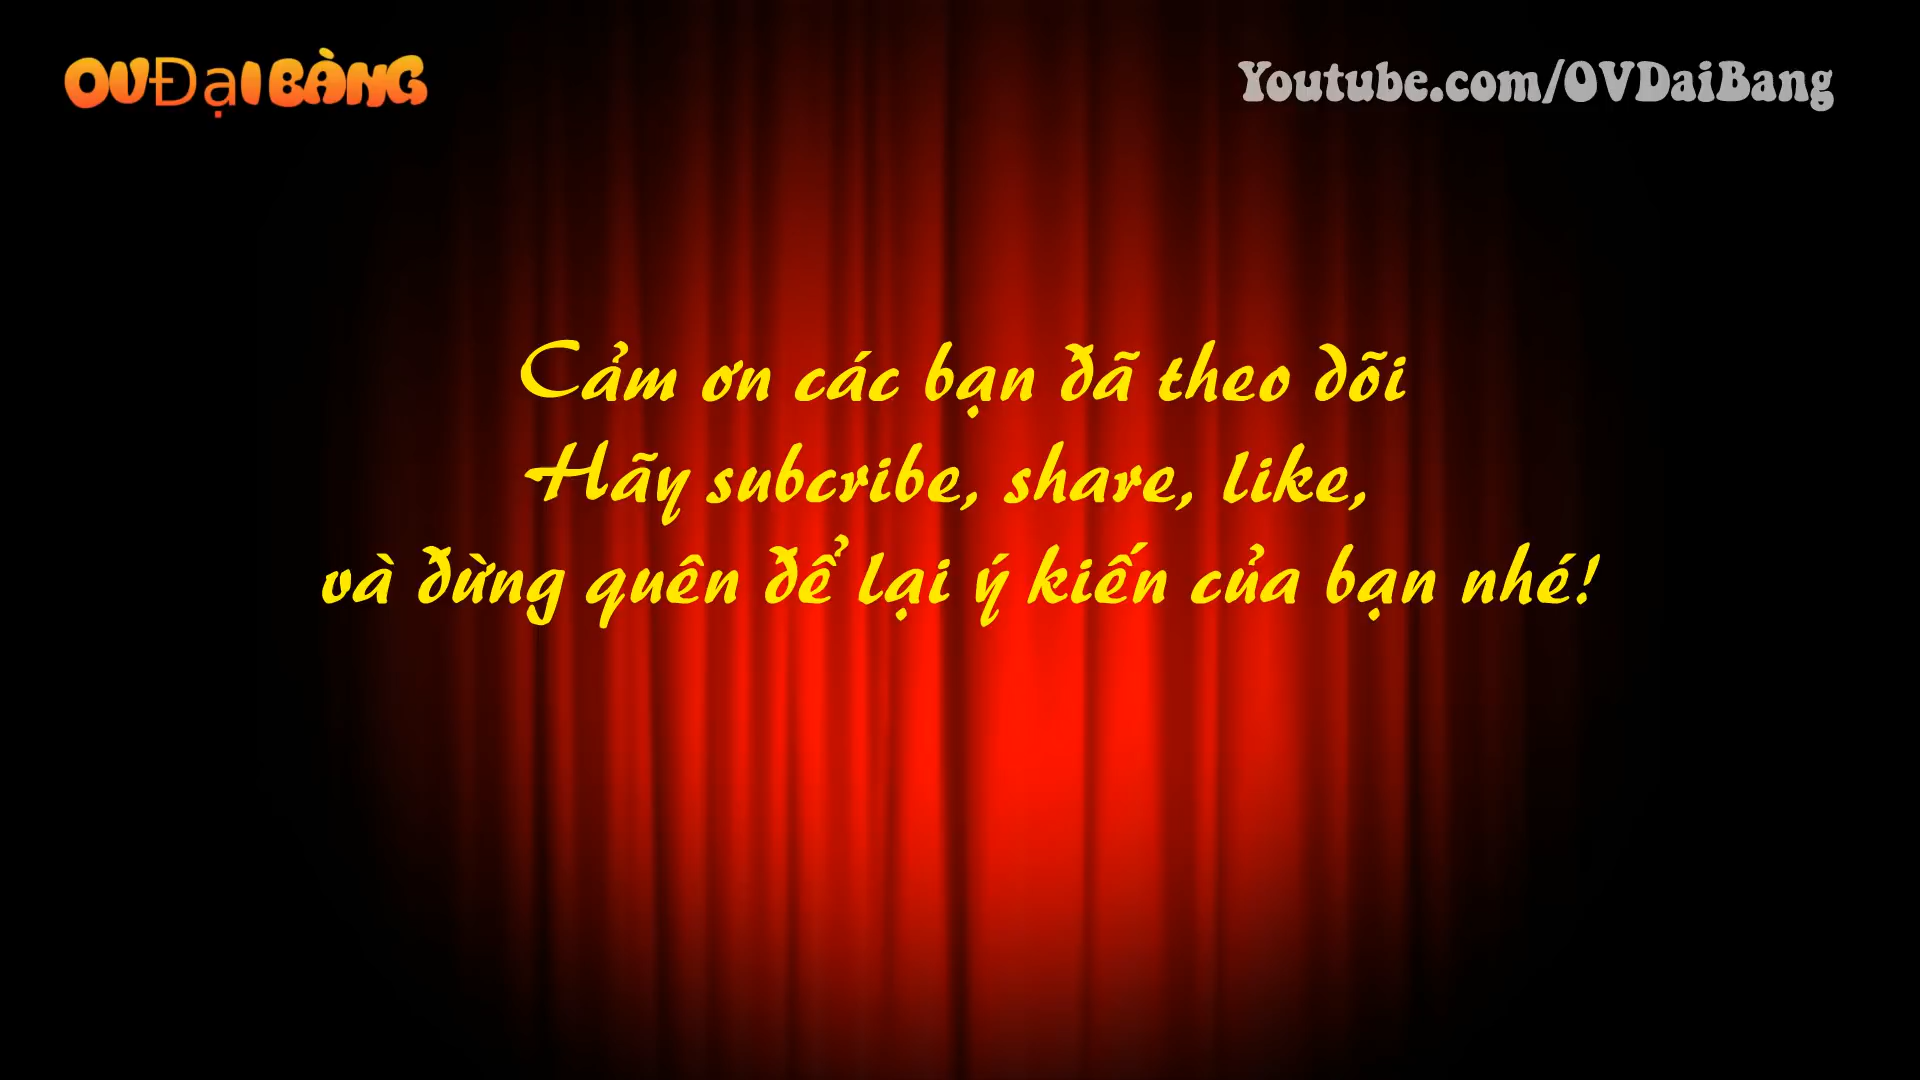 OVĐẠI BÀNG
Youtube.com/OVDaiBang
Cảm ơn các bạn đã theo dõi
Hãy subcribe, share, like,
và đừng quên để lại ý kiến của bạn nhé!